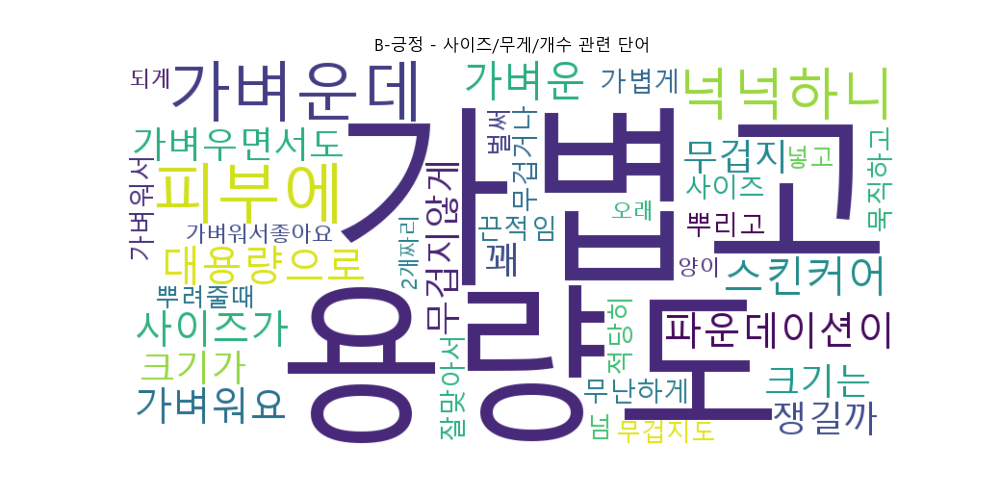 B-긍정 - 사이즈/무게/개수 관련 단어
되게
가벼운데
가벼운
가볍게
넉넉하니
가벼우면서도
가볍고
벌써
무겁거나
무겁지
넣고
묵직하고
가벼워서
피부에
무겁지않게
사이즈
오래
뿌리고
가벼워서좋아요
2개짜리
끈적임
꽤
양이
스킨커어
대용량으로
뿌려줄때
용량도
사이즈가
적당히
파운데이션이
크기가
잘맞아서
무난하게
크기는
가벼워요
넘
무겁지도
쟁길까